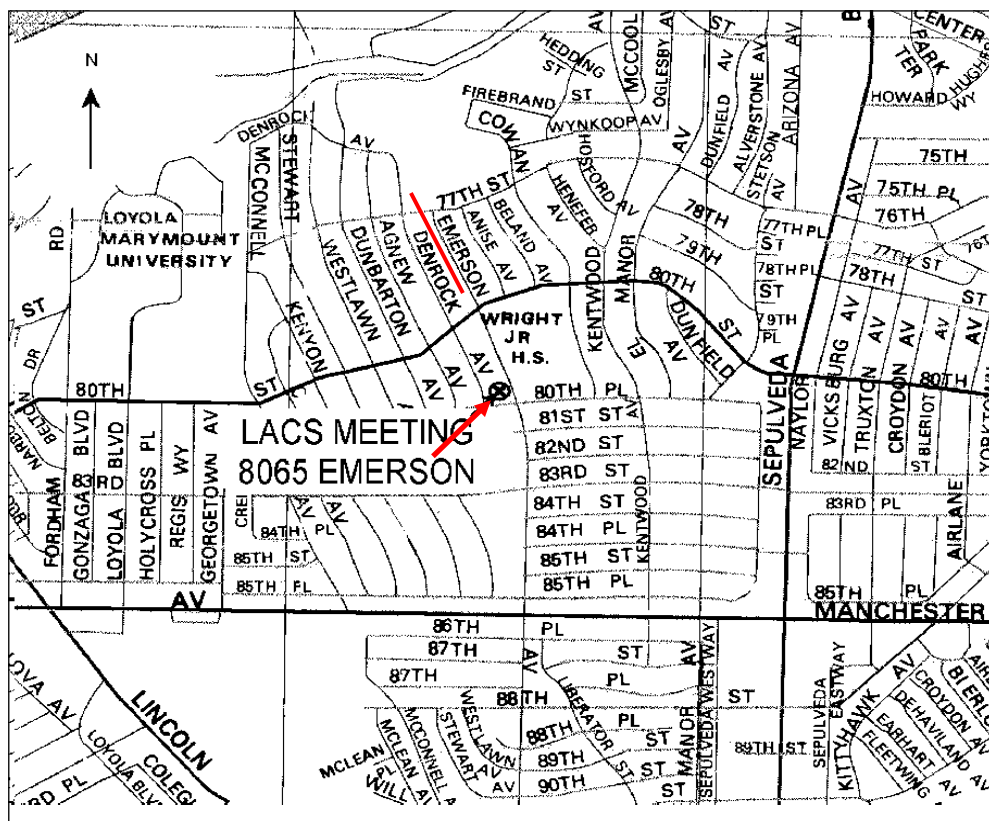 ST
CENTER
B
PARK
TER
HUGHES
WY
HOWARD
N
HEDDING
ST
AV
MCCOOL
OGLESBY AV
DUNFIELD AV
ALVERSTONE AV
STETSON AV
ARIZONA AV
FIREBRAND ST
WYNKOOP AV
COWAN
DENROCK AV
STEWART
MCCONNELL
77TH ST
HENEFER
AV
HOSFORD AV
75TH
75TH PL
76TH
77TH ST
78TH
79TH
80TH ST
77TH PL
ST
78TH PL
ST
79TH
PL
78TH ST
LOYOLA
MARYMOUNT
UNIVERSITY
RD
ST
DR
EMERSON
DENROCK
ANISE AV
BELAND AV
AGNEW AV
DUNBARTON AV
WESTLAWN
KENYON
KENTWOOD
MANOR
EL
AV
DUNFIELD
WRIGHT
JR
H.S.
SEPULVEDA
NAYLOR
VICKSBURG AV
TRUXTON AV
CROYDON AV
BLERIOT AV
80TH
80TH ST
80TH PL
81ST ST
82ND ST
83RD ST
84TH ST
84TH PL
85TH ST
85TH PL
KENTWOOD
AV
82ND ST
83RD PL
AIRLANE
85TH PL
LACS MEETING
8065 EMERSON
BELTON
FORDHAM
GONZAGA BLVD
83RD
LOYOLA BLVD
HOLYCROSS PL
REGIS WY
GEORGETOWN AV
84TH PL
85TH ST
AV
MANCHESTER
86TH PL
87TH ST
87TH PL
88TH ST
88TH PL
89TH ST
90TH
LIBERATOR ST
MANOR AV
SEPULVEDA WESTWAY
SEPULVEDA
EASTWAY
89TH ST
KITTYHAWK AV
CROYDON AV
DEHAVILAND AV
EARHART AV
FLEETWING
LINCOLN
LOYOLA BLV
MCLEAN
PL
MCLEAN
MCCONNELL
STEWART
WESTLAWN
AV